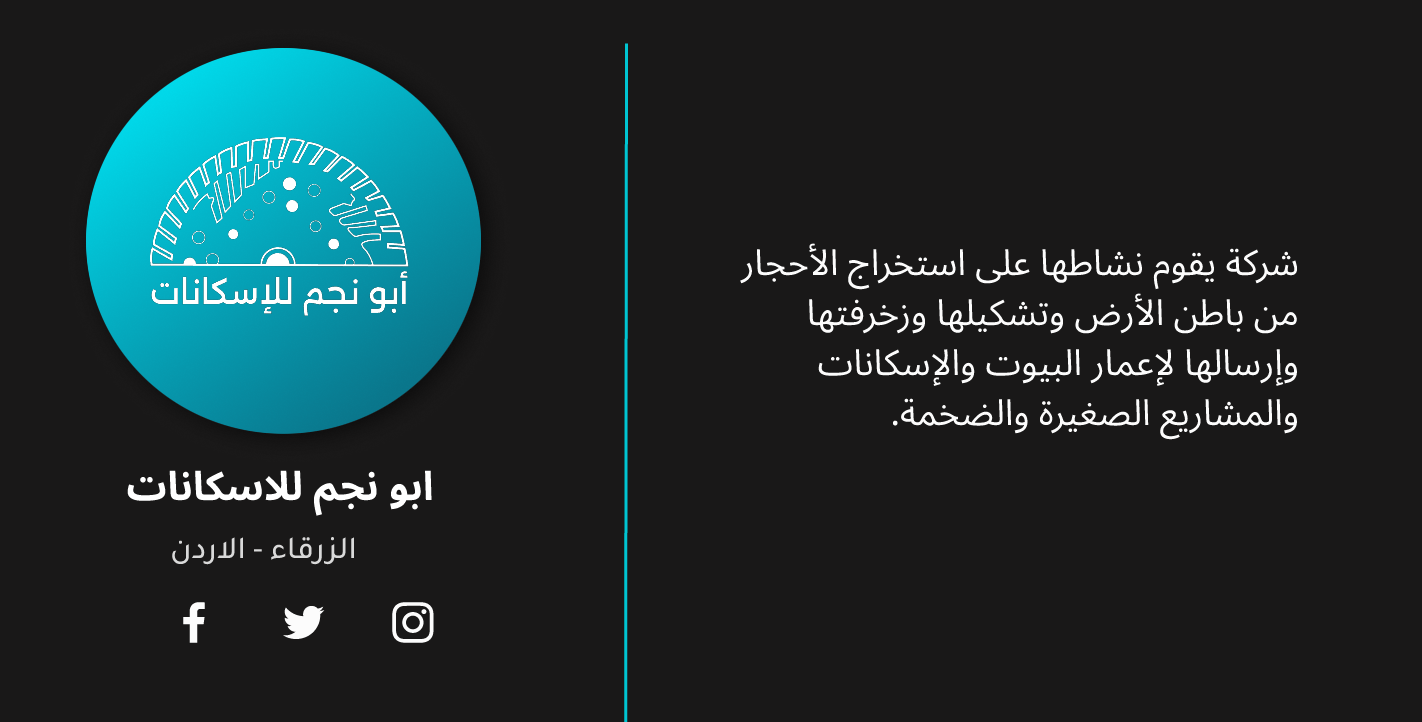 أبو نجم للإسكانات
ابو نجم للاسكانات
الزرقاء - الاردن
شركة يقوم نشاطها على استخراج الأحجار
من باطن الأرض وتشكيلها وزخرفتها
وإرسالها لإعمار البيوت والإسكانات
والمشاريع الصغيرة والضخمة.